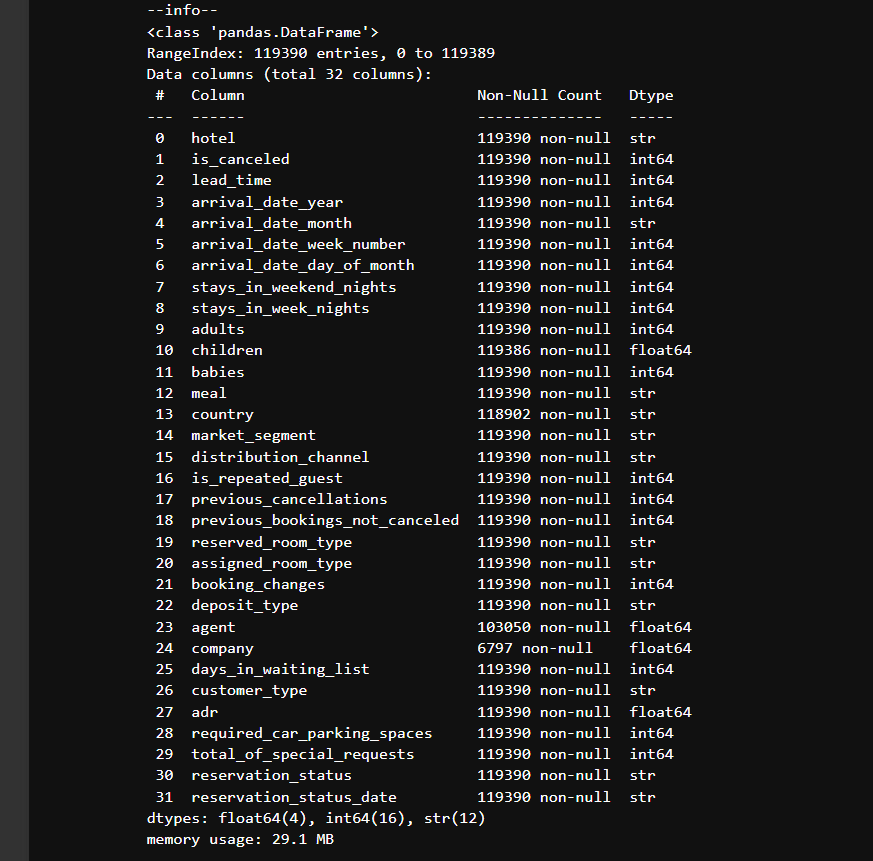 --info--
<class 'pandas.DataFrame'>
RangeIndex: 119390 entries, 0 to 119389
Data columns (total 32 columns):
 #   Column                          Non-Null Count   Dtype
---  ------                          --------------   -----
 0   hotel                           119390 non-null  str
 1   is_canceled                     119390 non-null  int64
 2   lead_time                       119390 non-null  int64
 3   arrival_date_year               119390 non-null  int64
 4   arrival_date_month              119390 non-null  str
 5   arrival_date_week_number        119390 non-null  int64
 6   arrival_date_day_of_month       119390 non-null  int64
 7   stays_in_weekend_nights         119390 non-null  int64
 8   stays_in_week_nights            119390 non-null  int64
 9   adults                          119390 non-null  int64
 10  children                        119386 non-null  float64
 11  babies                          119390 non-null  int64
 12  meal                            119390 non-null  str
 13  country                         118902 non-null  str
 14  market_segment                  119390 non-null  str
 15  distribution_channel            119390 non-null  str
 16  is_repeated_guest               119390 non-null  int64
 17  previous_cancellations          119390 non-null  int64
 18  previous_bookings_not_canceled  119390 non-null  int64
 19  reserved_room_type              119390 non-null  str
 20  assigned_room_type              119390 non-null  str
 21  booking_changes                 119390 non-null  int64
 22  deposit_type                    119390 non-null  str
 23  agent                           103050 non-null  float64
 24  company                         6797 non-null    float64
 25  days_in_waiting_list            119390 non-null  int64
 26  customer_type                   119390 non-null  str
 27  adr                             119390 non-null  float64
 28  required_car_parking_spaces     119390 non-null  int64
 29  total_of_special_requests       119390 non-null  int64
 30  reservation_status              119390 non-null  str
 31  reservation_status_date         119390 non-null  str
dtypes: float64(4), int64(16), str(12)
memory usage: 29.1 MB